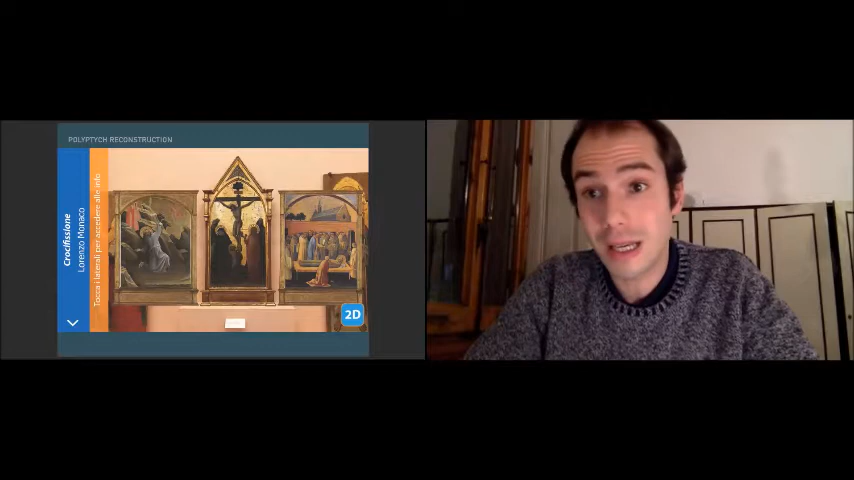 POLYPTYCH RECONSTRUCTION
Crocifissione
Lorenzo Monaco
Tocca i laterali per accedere alle info
2D